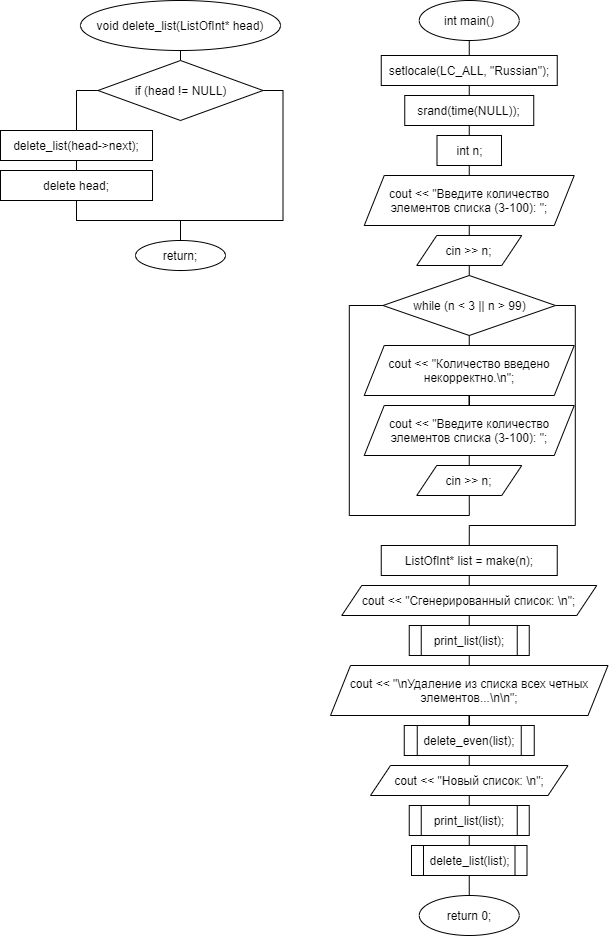 void delete_list(ListOfInt* head)
if (head != NULL)
delete_list(head->next);
delete head;
return;
int main()
setlocale(LC_ALL, "Russian");
srand(time(NULL));
int n;
cout << "Введите количество
элементов списка (3-100): ";
cin >> n;
while (n < 3 || n > 99)
cout << "Количество введено
некорректно.\n";
cout << "Введите количество
элементов списка (3-100): ";
cin >> n;
ListOfInt* list = make(n);
cout << "Сгенерированный список: \n";
print_list(list);
cout << "\nУдаление из списка всех четных
элементов...\n\n";
delete_even(list);
cout << "Новый список: \n";
print_list(list);
delete_list(list);
return 0;